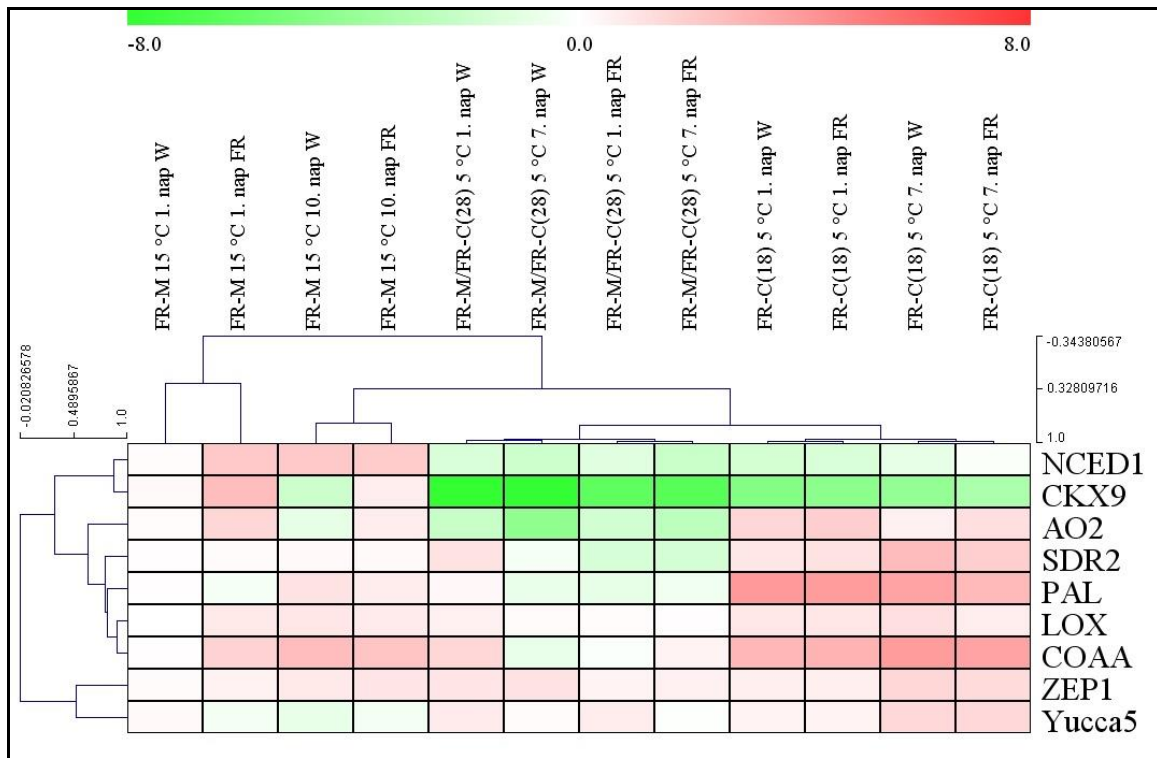 -8.0 0.0 8.0
FR-M 15 °C 1. nap W
FR-M 15 °C 1. nap FR
FR-M 15 °C 10. nap W
FR-M 15 °C 10. nap FR
FR-M/FR-C(28) 5 °C 1. nap W
FR-M/FR-C(28) 5 °C 7. nap W
FR-M/FR-C(28) 5 °C 1. nap FR
FR-M/FR-C(28) 5 °C 7. nap FR
FR-C(18) 5 °C 1. nap W
FR-C(18) 5 °C 1. nap FR
FR-C(18) 5 °C 7. nap W
FR-C(18) 5 °C 7. nap FR
-0.34380567
0.32809716
1.0
-0.020826578
0.4895867
1.0
NCED1
CKX9
AO2
SDR2
PAL
LOX
COAA
ZEP1
Yucca5